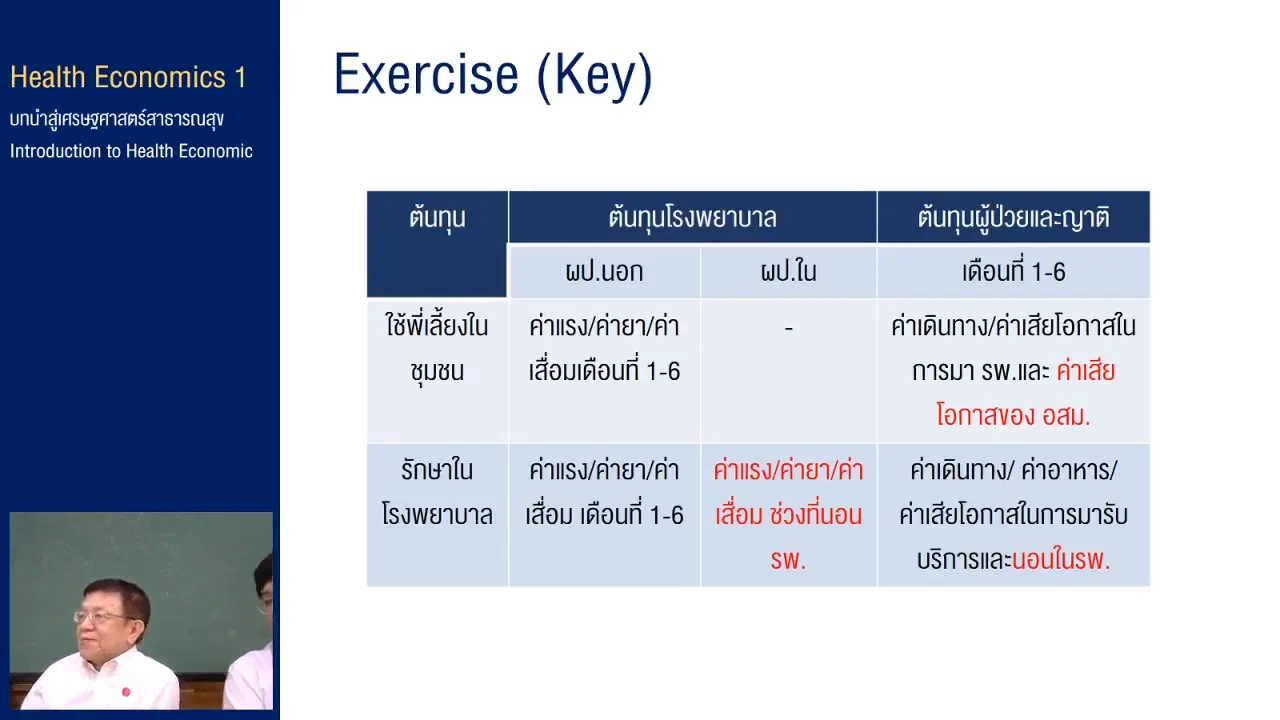 Health Economics 1
บทนำสู่เศรษฐศาสตร์สาธารณสุข
Introduction to Health Economic
Exercise (Key)
ต้นทุน
ต้นทุนโรงพยาบาล
ต้นทุนผู้ป่วยและญาติ
ผป.นอก
ผป.ใน
เดือนที่ 1-6
ใช้พี่เลี้ยงใน
ชุมชน
ค่าแรง/ค่ายา/ค่า
เสื่อมเดือนที่ 1-6
-
ค่าเดินทาง/ค่าเสียโอกาสใน
การมา รพ.และ ค่าเสีย
โอกาสของ อสม.
รักษาใน
โรงพยาบาล
ค่าแรง/ค่ายา/ค่า
เสื่อม เดือนที่ 1-6
ค่าแรง/ค่ายา/ค่า
เสื่อม ช่วงที่นอน
รพ.
ค่าเดินทาง/ ค่าอาหาร/
ค่าเสียโอกาสในการมารับ
บริการและนอนในรพ.